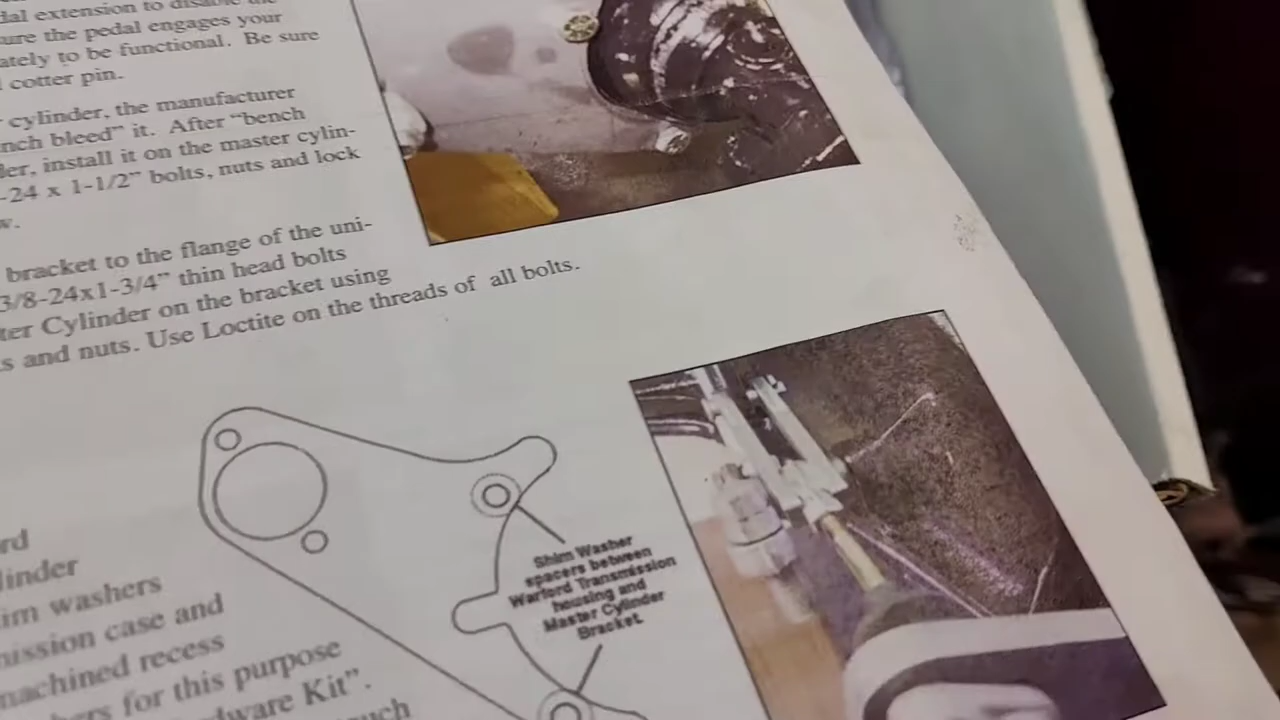 dal extension to disable the
ure the pedal engages your
ately to be functional. Be sure
cotter pin.
cylinder, the manufacturer
nch bleed" it. After "bench
der, install it on the master cylin-
-24 x 1-1/2" bolts, nuts and lock
w.
bracket to the flange of the uni-
3/8-24x1-3/4" thin head bolts
ter Cylinder on the bracket using
s and nuts. Use Loctite on the threads of all bolts.
Shim Washer
spacers between
Warford Transmission
housing and
Master Cylinder
Bracket.
rd
linder
im washers
mission case and
machined recess
hers for this purpose
dware Kit".
much